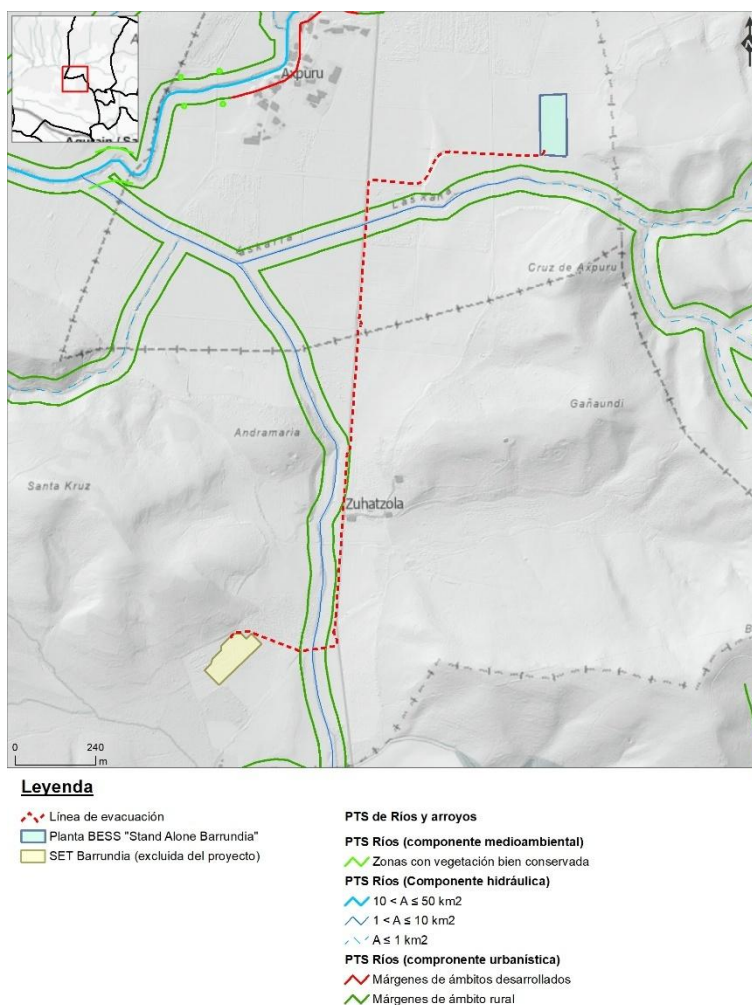 Axpuru
Laskana
Askarra
Cruz de Axpuru
Gañaundi
Andramaria
Santa Kruz
Zuhatzola
0 240
m
Leyenda
Línea de evacuación
Planta BESS "Stand Alone Barrundia"
SET Barrundia (excluida del proyecto)
PTS de Ríos y arroyos
PTS Ríos (componente medioambiental)
Zonas con vegetación bien conservada
PTS Ríos (Componente hidráulica)
10 < A ≤ 50 km2
1 < A ≤ 10 km2
A ≤ 1 km2
PTS Ríos (compronente urbanística)
Márgenes de ámbitos desarrollados
Márgenes de ámbito rural